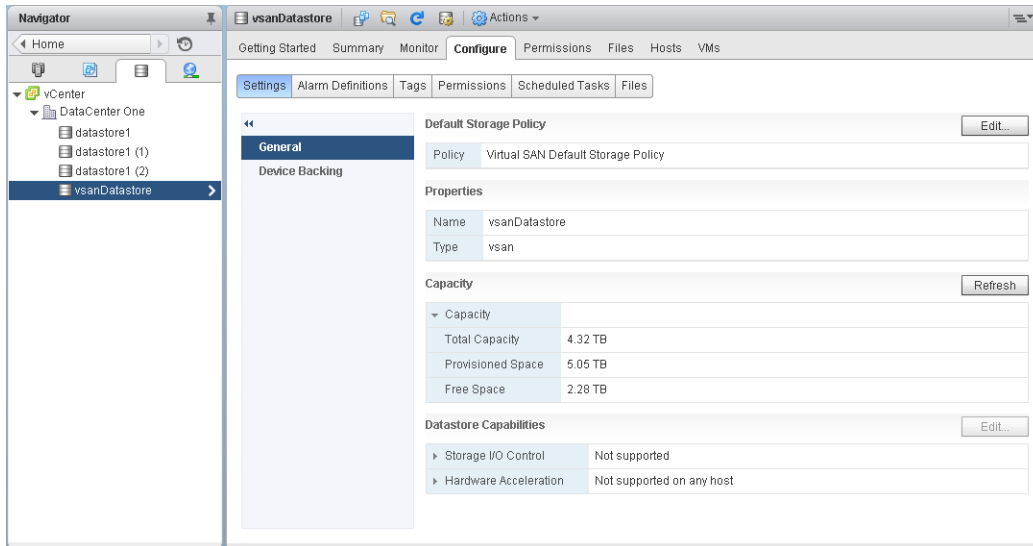 Navigator
Home
vCenter
DataCenter One
datastore1
datastore1 (1)
datastore1 (2)
vsanDatastore
vsanDatastore Actions
Getting Started Summary Monitor Configure Permissions Files Hosts VMs
Settings Alarm Definitions Tags Permissions Scheduled Tasks Files
General
Device Backing
Default Storage Policy Edit...
Policy Virtual SAN Default Storage Policy
Properties
Name vsanDatastore
Type vsan
Capacity Refresh
Capacity
Total Capacity 4.32 TB
Provisioned Space 5.05 TB
Free Space 2.28 TB
Datastore Capabilities Edit...
Storage I/O Control Not supported
Hardware Acceleration Not supported on any host